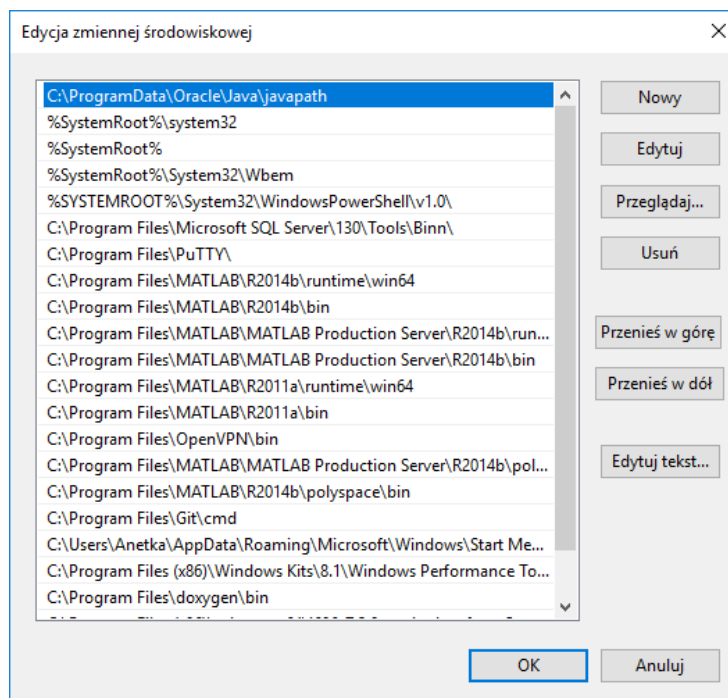 Edycja zmiennej środowiskowej
C:\ProgramData\Oracle\Java\javapath
%SystemRoot%\system32
%SystemRoot%
%SystemRoot%\System32\Wbem
%SYSTEMROOT%\System32\WindowsPowerShell\v1.0\
C:\Program Files\Microsoft SQL Server\130\Tools\Binn\
C:\Program Files\PuTTY\
C:\Program Files\MATLAB\R2014b\runtime\win64
C:\Program Files\MATLAB\R2014b\bin
C:\Program Files\MATLAB\MATLAB Production Server\R2014b\run...
C:\Program Files\MATLAB\MATLAB Production Server\R2014b\bin
C:\Program Files\MATLAB\R2011a\runtime\win64
C:\Program Files\MATLAB\R2011a\bin
C:\Program Files\OpenVPN\bin
C:\Program Files\MATLAB\MATLAB Production Server\R2014b\pol...
C:\Program Files\MATLAB\R2014b\polyspace\bin
C:\Program Files\Git\cmd
C:\Users\Anetka\AppData\Roaming\Microsoft\Windows\Start Me...
C:\Program Files (x86)\Windows Kits\8.1\Windows Performance To...
C:\Program Files\doxygen\bin
Nowy
Edytuj
Przeglądaj...
Usuń
Przenieś w górę
Przenieś w dół
Edytuj tekst...
OK
Anuluj